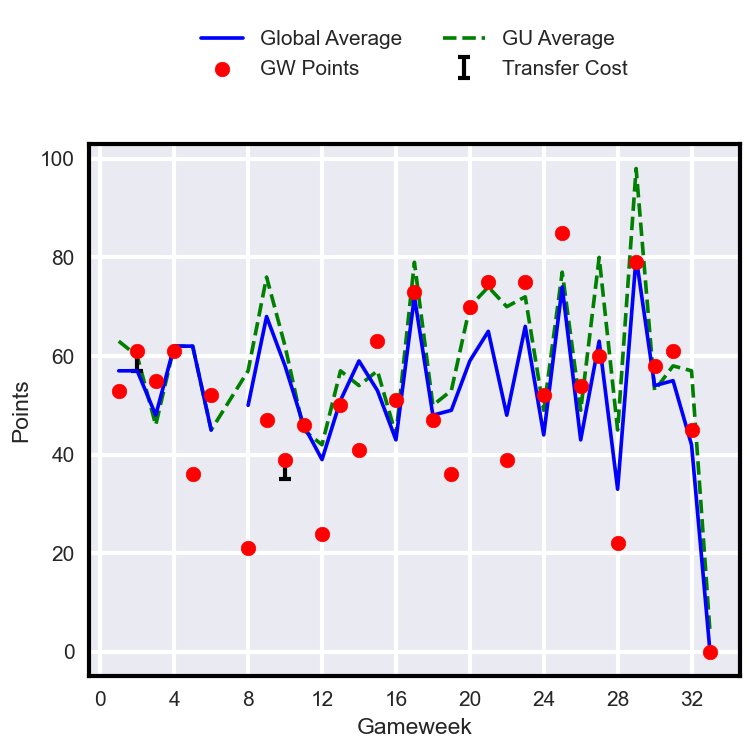 Global Average
GU Average
GW Points
Transfer Cost
100
80
60
40
20
0
Points
0 4 8 12 16 20 24 28 32
Gameweek